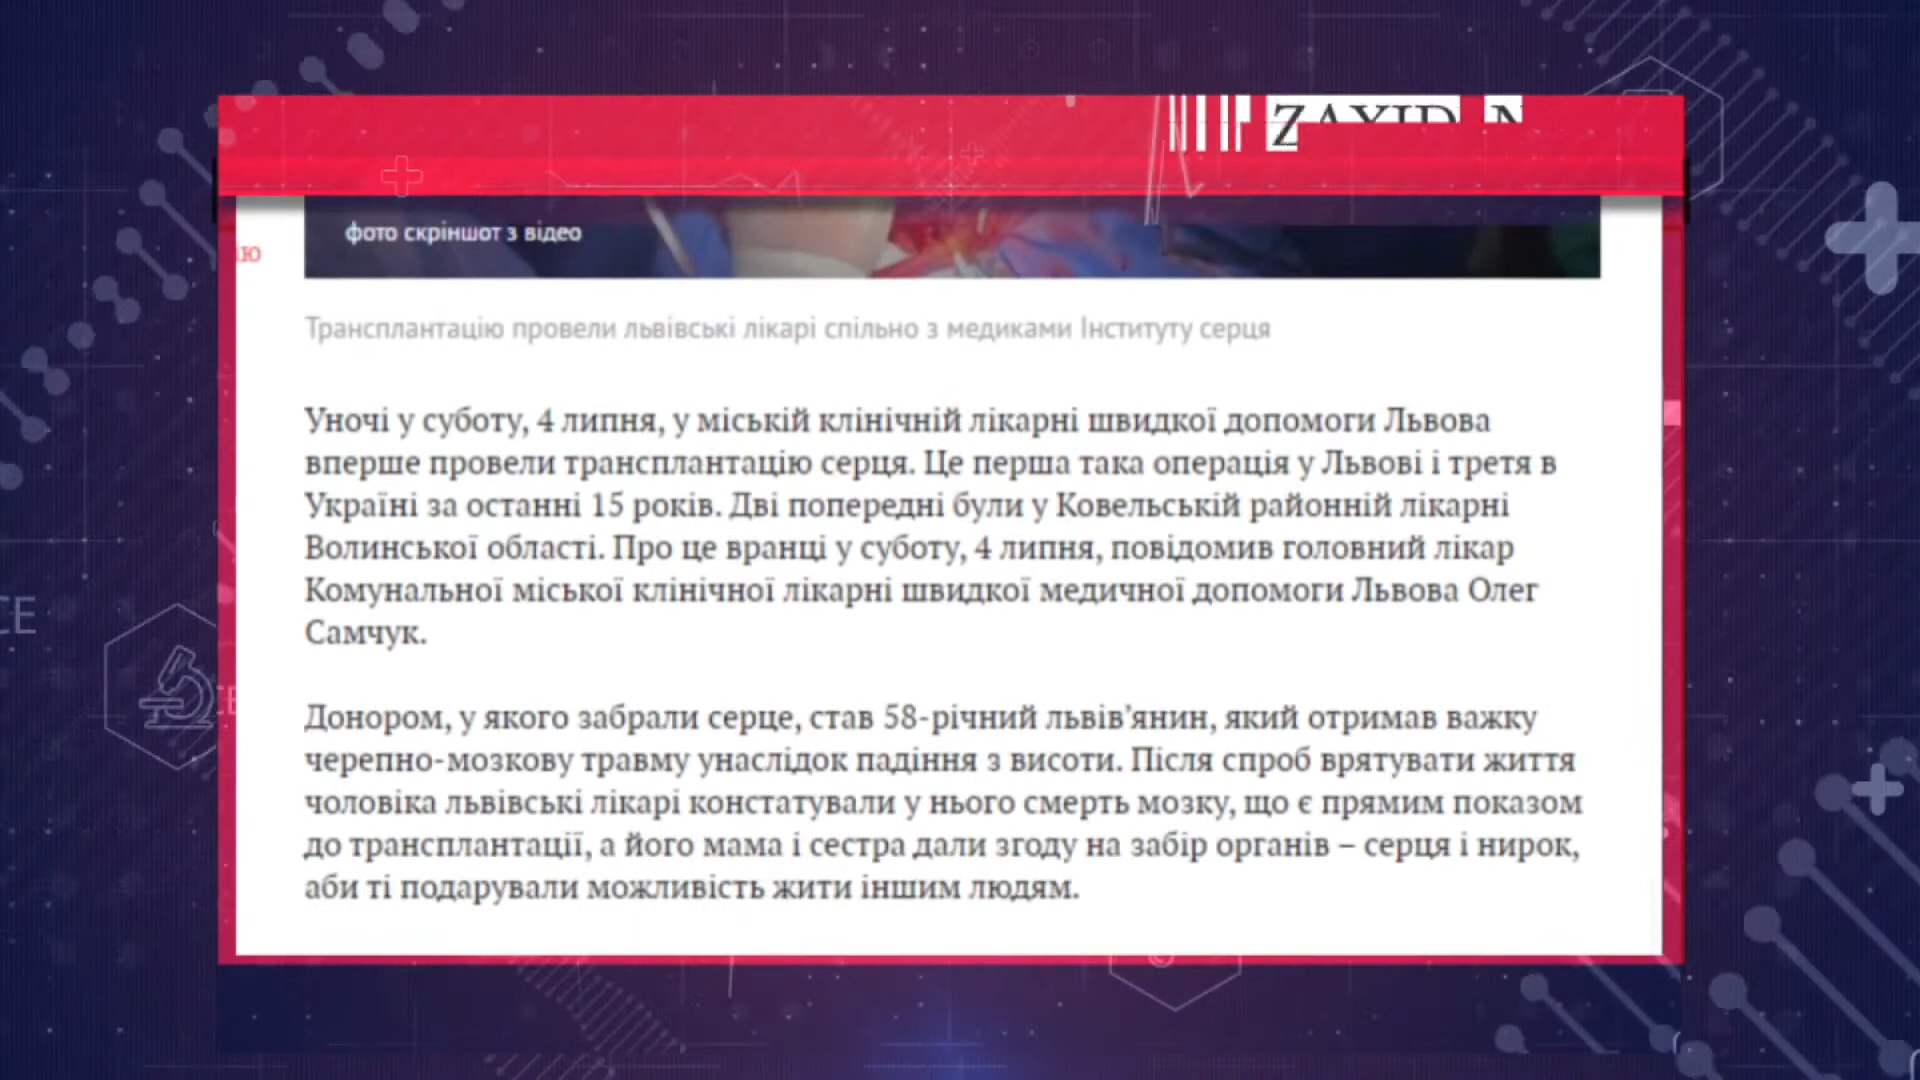 ZAXID N
фото скріншот з відео
ію
Трансплантацію провели львівські лікарі спільно з медиками Інституту серця
Уночі у суботу, 4 липня, у міській клінічній лікарні швидкої допомоги Львова
вперше провели трансплантацію серця. Це перша така операція у Львові і третя в
Україні за останні 15 років. Дві попередні були у Ковельській районній лікарні
Волинської області. Про це вранці у суботу, 4 липня, повідомив головний лікар
Комунальної міської клінічної лікарні швидкої медичної допомоги Львова Олег
Самчук.
Донором, у якого забрали серце, став 58-річний львів’янин, який отримав важку
черепно-мозкову травму унаслідок падіння з висоти. Після спроб врятувати життя
чоловіка львівські лікарі констатували у нього смерть мозку, що є прямим показом
до трансплантації, а його мама і сестра дали згоду на забір органів – серця і нирок,
аби ті подарували можливість жити іншим людям.
CE